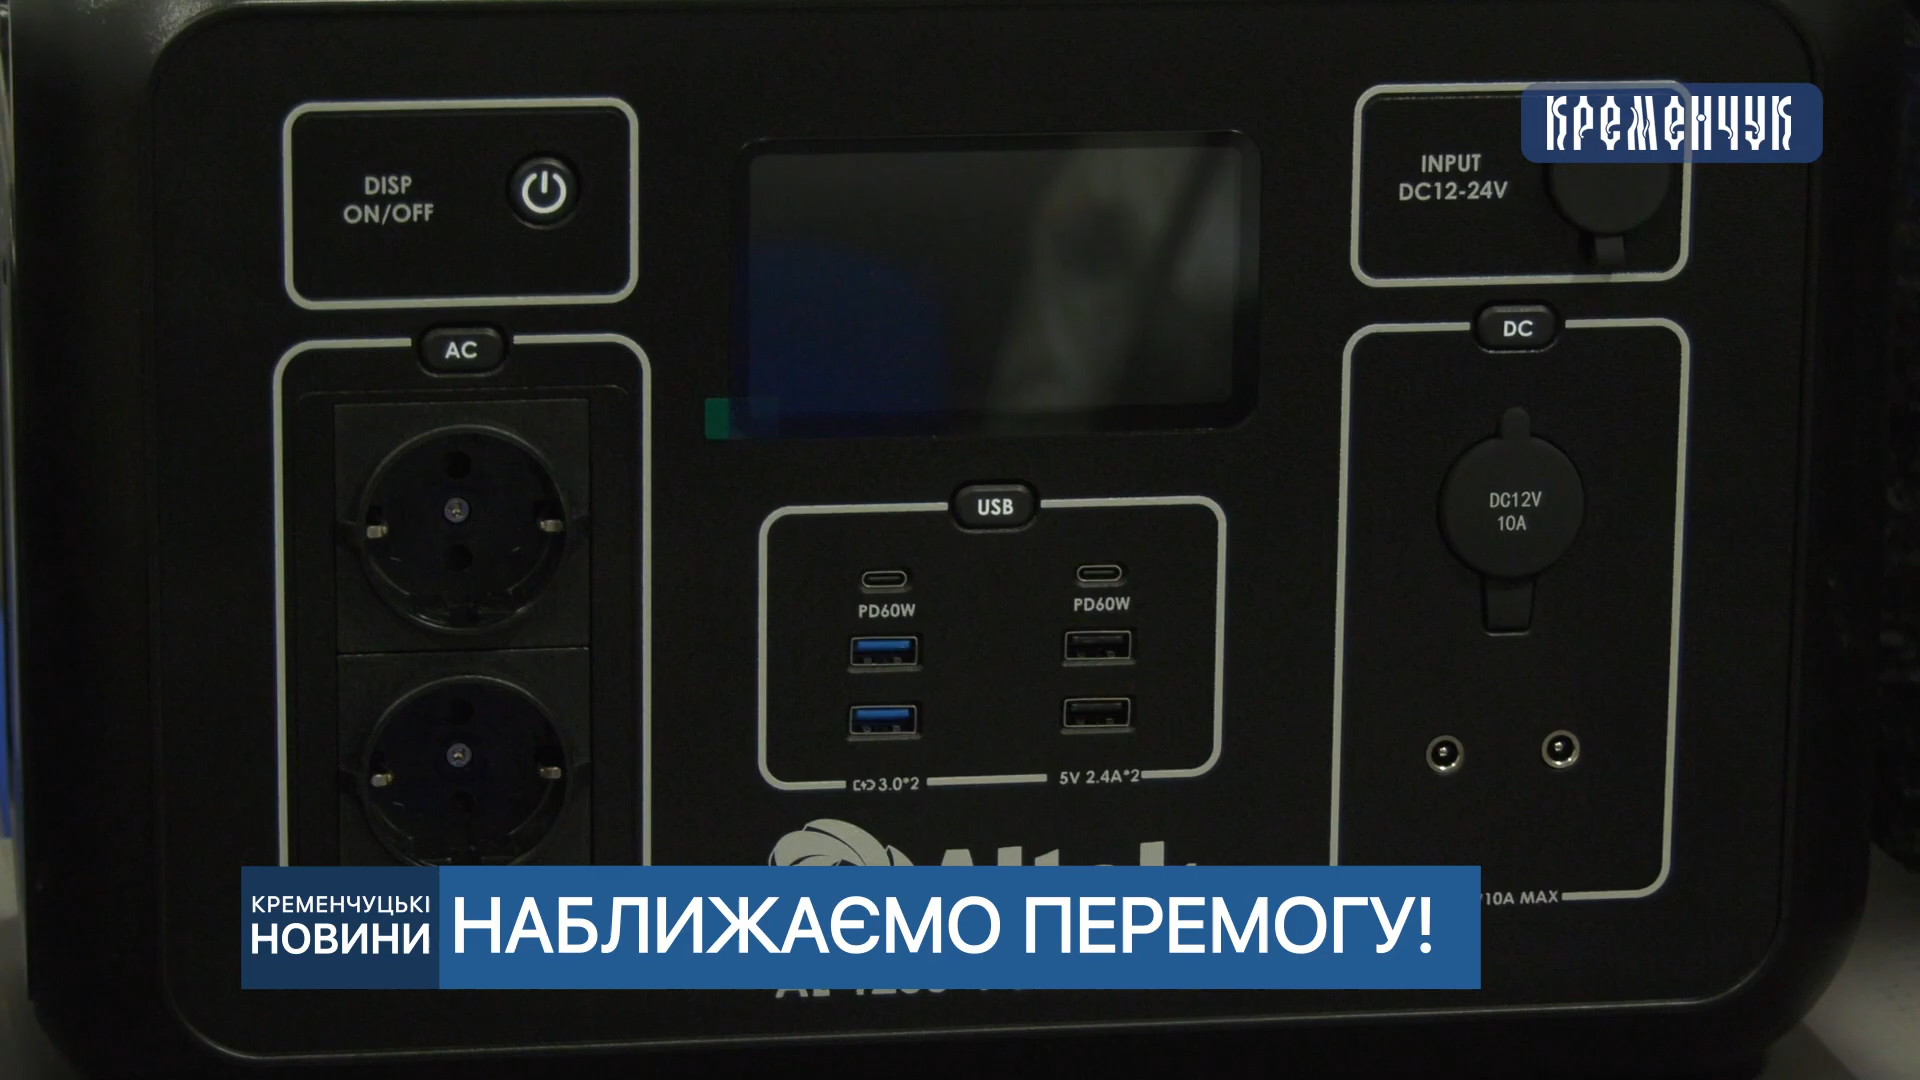 КРЕМЕНЧУК
DISP
ON/OFF
INPUT
DC12-24V
AC
DC
USB
DC12V
10A
PD60W
PD60W
3.0*2
5V 2.4A*2
10A MAX
КРЕМЕНЧУЦЬКІ
НОВИНИ
НАБЛИЖАЄМО ПЕРЕМОГУ!